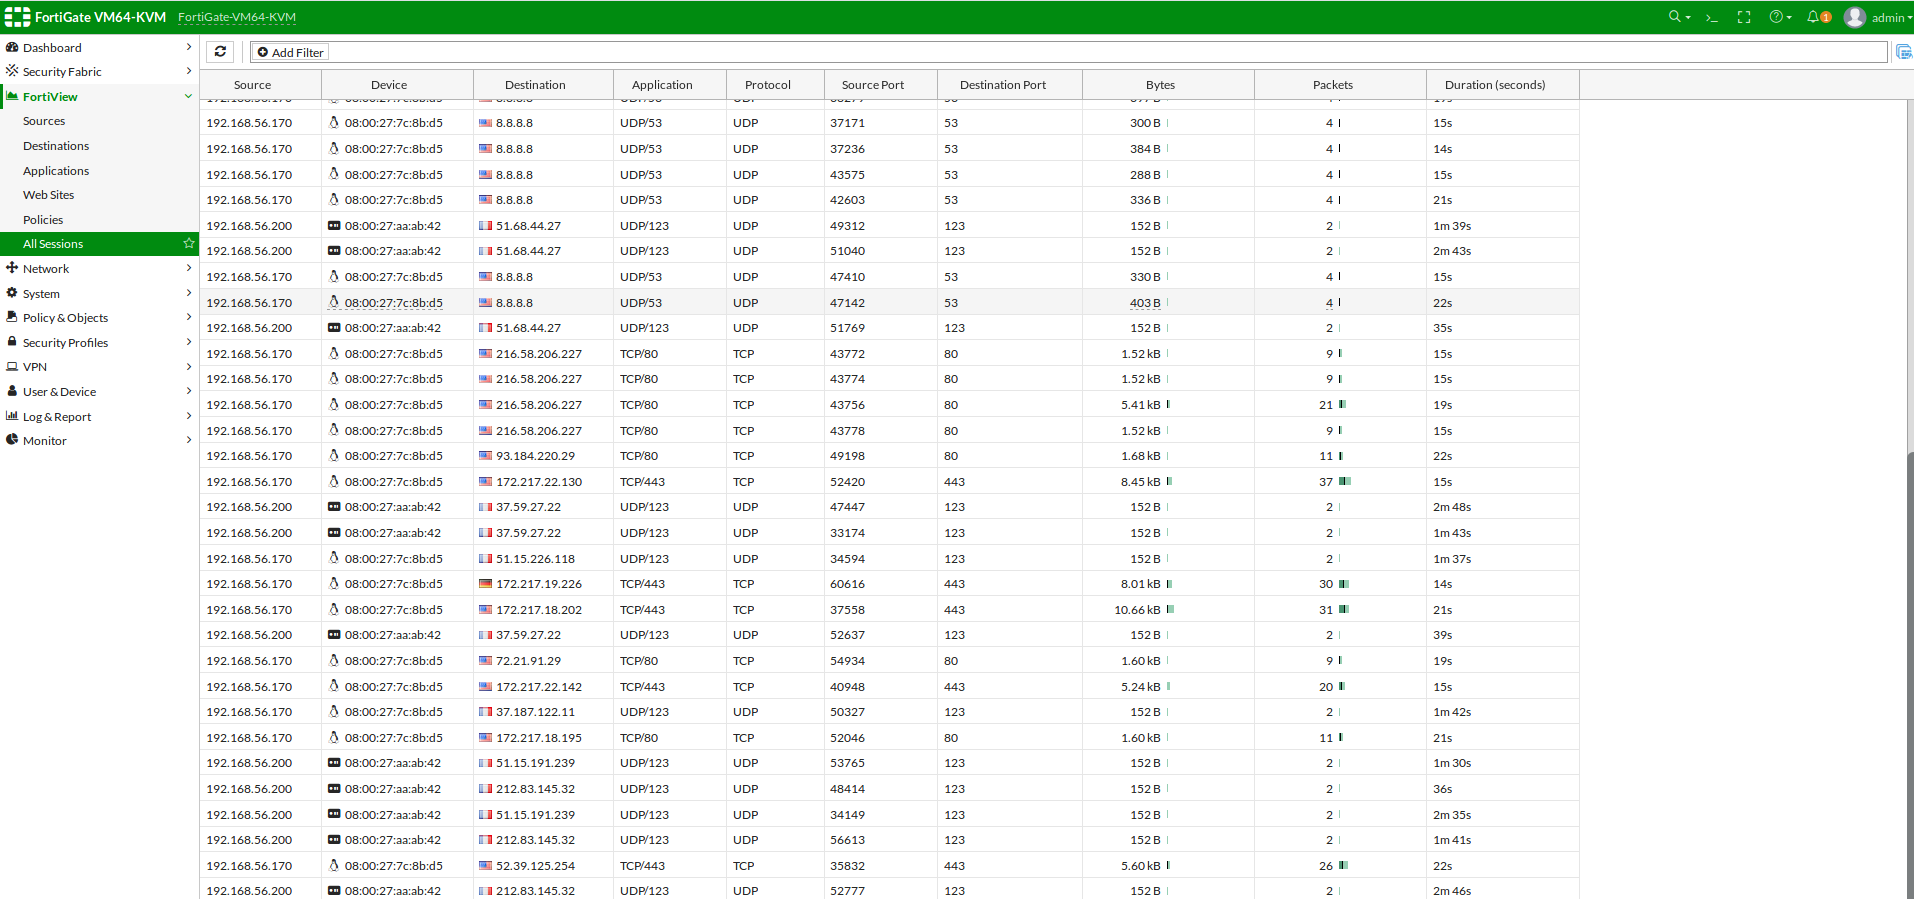 FortiGate VM64-KVM FortiGate-VM64-KVM 1 admin
Dashboard
Security Fabric
FortiView
Sources
Destinations
Applications
Web Sites
Policies
All Sessions
Network
System
Policy & Objects
Security Profiles
VPN
User & Device
Log & Report
Monitor
Add Filter
Source Device Destination Application Protocol Source Port Destination Port Bytes Packets Duration (seconds)
192.168.56.170 08:00:27:7c:8b:d5 8.8.8.8 UDP/53 UDP 53 4
192.168.56.170 08:00:27:7c:8b:d5 8.8.8.8 UDP/53 UDP 37171 53 300 B 4 15s
192.168.56.170 08:00:27:7c:8b:d5 8.8.8.8 UDP/53 UDP 37236 53 384 B 4 14s
192.168.56.170 08:00:27:7c:8b:d5 8.8.8.8 UDP/53 UDP 43575 53 288 B 4 15s
192.168.56.170 08:00:27:7c:8b:d5 8.8.8.8 UDP/53 UDP 42603 53 336 B 4 21s
192.168.56.200 08:00:27:aa:ab:42 51.68.44.27 UDP/123 UDP 49312 123 152 B 2 1m 39s
192.168.56.200 08:00:27:aa:ab:42 51.68.44.27 UDP/123 UDP 51040 123 152 B 2 2m 43s
192.168.56.170 08:00:27:7c:8b:d5 8.8.8.8 UDP/53 UDP 47410 53 330 B 4 15s
192.168.56.170 08:00:27:7c:8b:d5 8.8.8.8 UDP/53 UDP 47142 53 403 B 4 22s
192.168.56.200 08:00:27:aa:ab:42 51.68.44.27 UDP/123 UDP 51769 123 152 B 2 35s
192.168.56.170 08:00:27:7c:8b:d5 216.58.206.227 TCP/80 TCP 43772 80 1.52 kB 9 15s
192.168.56.170 08:00:27:7c:8b:d5 216.58.206.227 TCP/80 TCP 43774 80 1.52 kB 9 15s
192.168.56.170 08:00:27:7c:8b:d5 216.58.206.227 TCP/80 TCP 43756 80 5.41 kB 21 19s
192.168.56.170 08:00:27:7c:8b:d5 216.58.206.227 TCP/80 TCP 43778 80 1.52 kB 9 15s
192.168.56.170 08:00:27:7c:8b:d5 93.184.220.29 TCP/80 TCP 49198 80 1.68 kB 11 22s
192.168.56.170 08:00:27:7c:8b:d5 172.217.22.130 TCP/443 TCP 52420 443 8.45 kB 37 15s
192.168.56.200 08:00:27:aa:ab:42 37.59.27.22 UDP/123 UDP 47447 123 152 B 2 2m 48s
192.168.56.200 08:00:27:aa:ab:42 37.59.27.22 UDP/123 UDP 33174 123 152 B 2 1m 43s
192.168.56.170 08:00:27:7c:8b:d5 51.15.226.118 UDP/123 UDP 34594 123 152 B 2 1m 37s
192.168.56.170 08:00:27:7c:8b:d5 172.217.19.226 TCP/443 TCP 60616 443 8.01 kB 30 14s
192.168.56.170 08:00:27:7c:8b:d5 172.217.18.202 TCP/443 TCP 37558 443 10.66 kB 31 21s
192.168.56.200 08:00:27:aa:ab:42 37.59.27.22 UDP/123 UDP 52637 123 152 B 2 39s
192.168.56.170 08:00:27:7c:8b:d5 72.21.91.29 TCP/80 TCP 54934 80 1.60 kB 9 19s
192.168.56.170 08:00:27:7c:8b:d5 172.217.22.142 TCP/443 TCP 40948 443 5.24 kB 20 15s
192.168.56.170 08:00:27:7c:8b:d5 37.187.122.11 UDP/123 UDP 50327 123 152 B 2 1m 42s
192.168.56.170 08:00:27:7c:8b:d5 172.217.18.195 TCP/80 TCP 52046 80 1.60 kB 11 21s
192.168.56.200 08:00:27:aa:ab:42 51.15.191.239 UDP/123 UDP 53765 123 152 B 2 1m 30s
192.168.56.200 08:00:27:aa:ab:42 212.83.145.32 UDP/123 UDP 48414 123 152 B 2 36s
192.168.56.200 08:00:27:aa:ab:42 51.15.191.239 UDP/123 UDP 34149 123 152 B 2 2m 35s
192.168.56.200 08:00:27:aa:ab:42 212.83.145.32 UDP/123 UDP 56613 123 152 B 2 1m 41s
192.168.56.170 08:00:27:7c:8b:d5 52.39.125.254 TCP/443 TCP 35832 443 5.60 kB 26 22s
192.168.56.200 08:00:27:aa:ab:42 212.83.145.32 UDP/123 UDP 52777 123 152 B 2 2m 46s